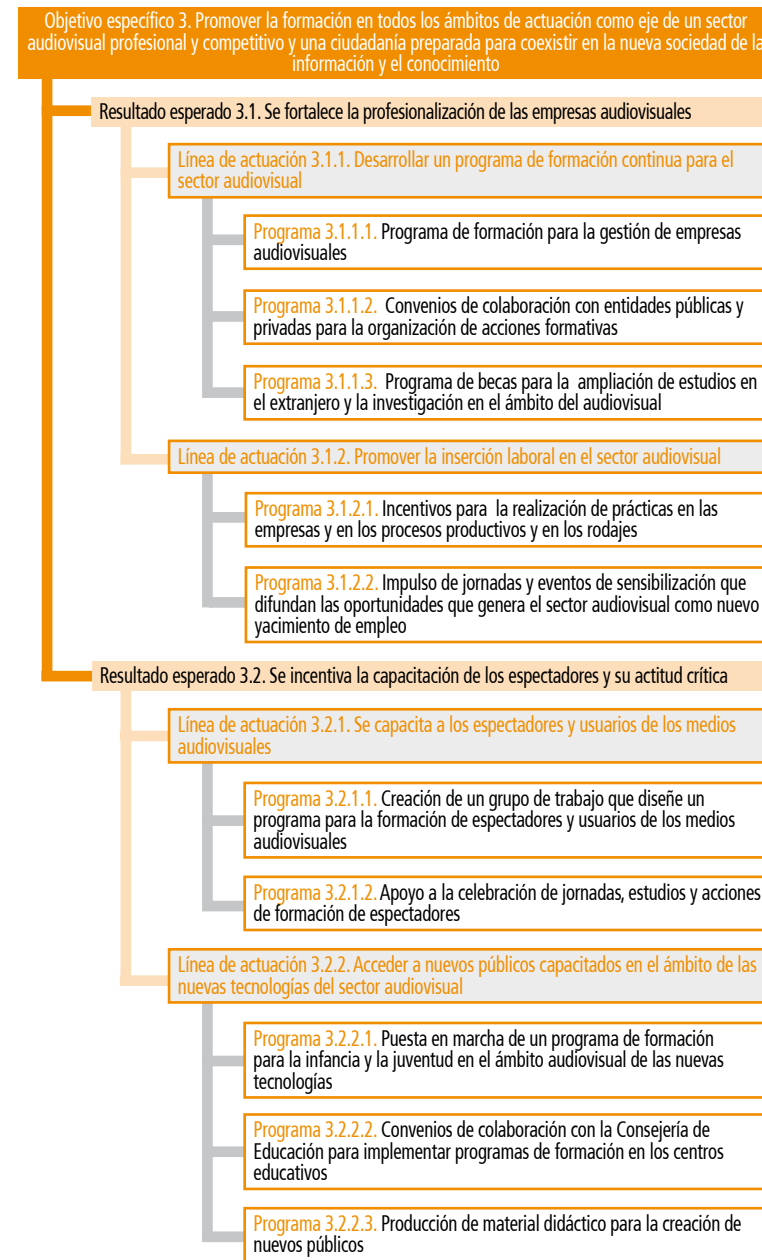 Objetivo específico 3. Promover la formación en todos los ámbitos de actuación como eje de un sector
audiovisual profesional y competitivo y una ciudadanía preparada para coexistir en la nueva sociedad de la
información y el conocimiento
Resultado esperado 3.1. Se fortalece la profesionalización de las empresas audiovisuales
Línea de actuación 3.1.1. Desarrollar un programa de formación continua para el
sector audiovisual
Programa 3.1.1.1. Programa de formación para la gestión de empresas
audiovisuales
Programa 3.1.1.2. Convenios de colaboración con entidades públicas y
privadas para la organización de acciones formativas
Programa 3.1.1.3. Programa de becas para la ampliación de estudios en
el extranjero y la investigación en el ámbito del audiovisual
Línea de actuación 3.1.2. Promover la inserción laboral en el sector audiovisual
Programa 3.1.2.1. Incentivos para la realización de prácticas en las
empresas y en los procesos productivos y en los rodajes
Programa 3.1.2.2. Impulso de jornadas y eventos de sensibilización que
difundan las oportunidades que genera el sector audiovisual como nuevo
yacimiento de empleo
Resultado esperado 3.2. Se incentiva la capacitación de los espectadores y su actitud crítica
Línea de actuación 3.2.1. Se capacita a los espectadores y usuarios de los medios
audiovisuales
Programa 3.2.1.1. Creación de un grupo de trabajo que diseñe un
programa para la formación de espectadores y usuarios de los medios
audiovisuales
Programa 3.2.1.2. Apoyo a la celebración de jornadas, estudios y acciones
de formación de espectadores
Línea de actuación 3.2.2. Acceder a nuevos públicos capacitados en el ámbito de las
nuevas tecnologías del sector audiovisual
Programa 3.2.2.1. Puesta en marcha de un programa de formación
para la infancia y la juventud en el ámbito audiovisual de las nuevas
tecnologías
Programa 3.2.2.2. Convenios de colaboración con la Consejería de
Educación para implementar programas de formación en los centros
educativos
Programa 3.2.2.3. Producción de material didáctico para la creación de
nuevos públicos